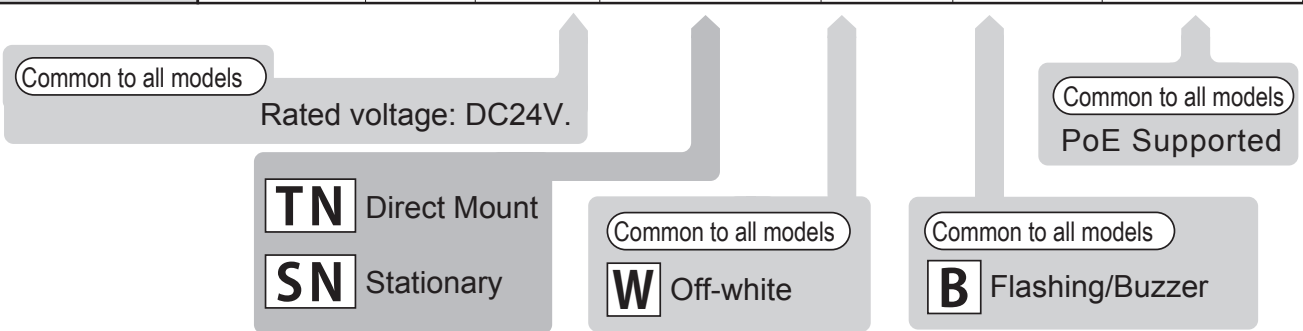 Common to all models
Rated voltage: DC24V.
Common to all models
PoE Supported
TN Direct Mount
SN Stationary
Common to all models
W Off-white
Common to all models
B Flashing/Buzzer